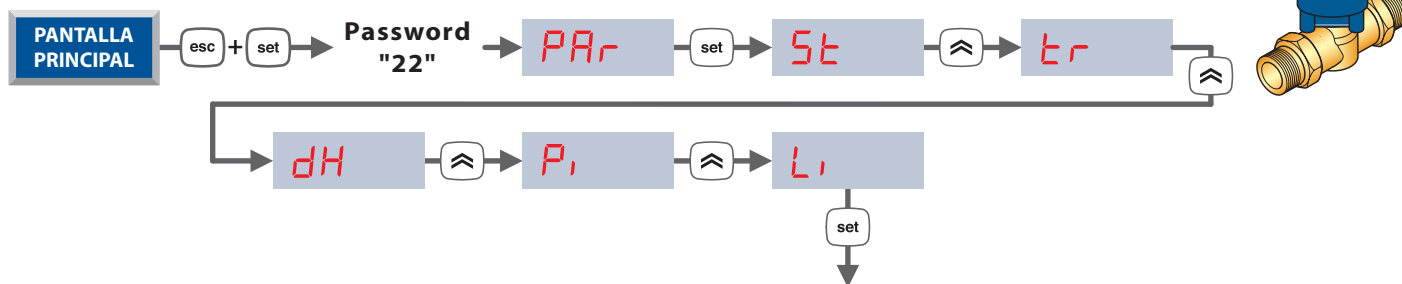 PANTALLA
PRINCIPAL
esc + set
Password
"22"
PAr
set
St
tr
dH
Pi
Li
set